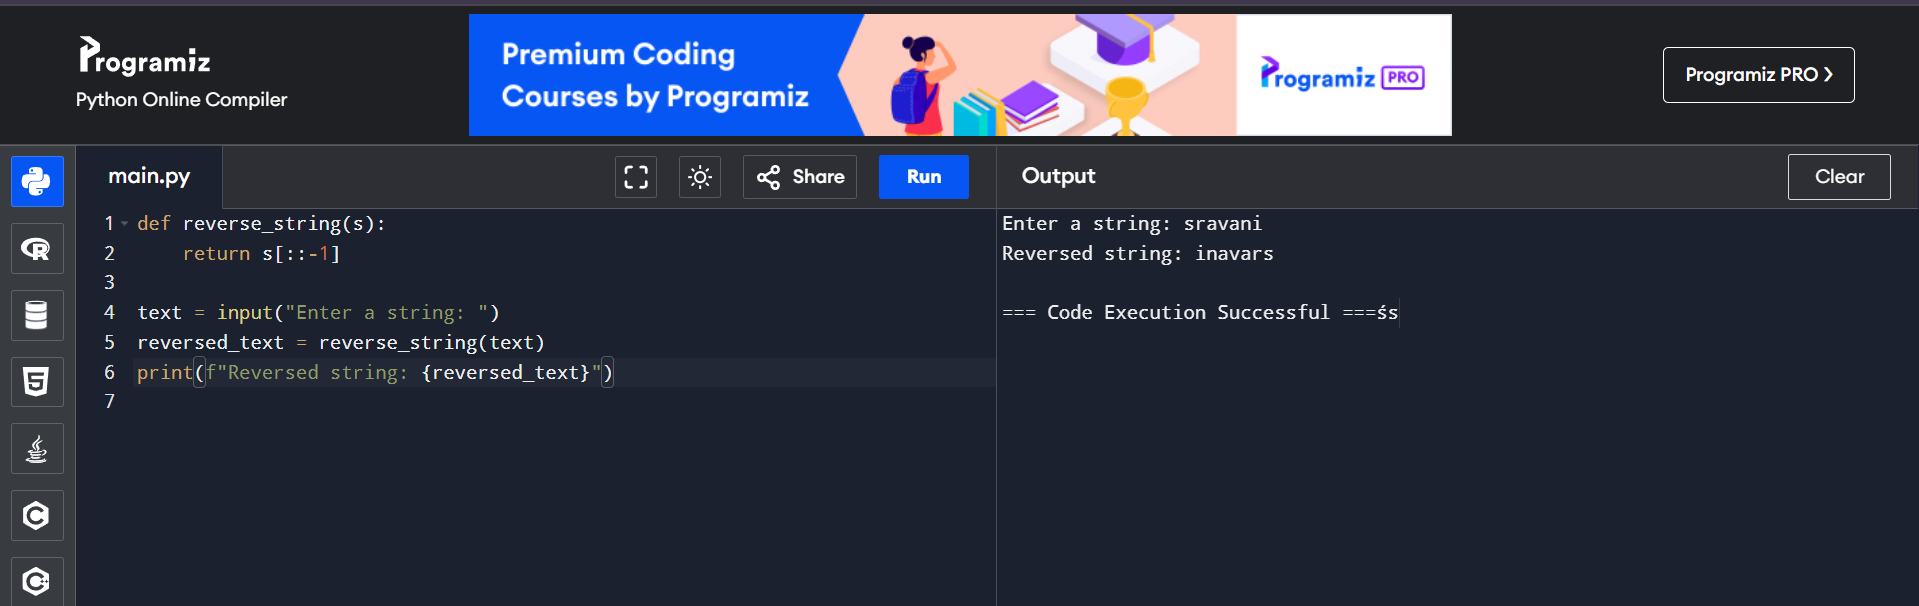 Programiz
Python Online Compiler
Premium Coding
Courses by Programiz
Programiz PRO
Programiz PRO ❯
main.py
Share
Run
Output
Clear
1 def reverse_string(s):
2     return s[::-1]
3
4 text = input("Enter a string: ")
5 reversed_text = reverse_string(text)
6 print(f"Reversed string: {reversed_text}")
7
Enter a string: sravani
Reversed string: inavars
=== Code Execution Successful ===śs
R
5
C
C++